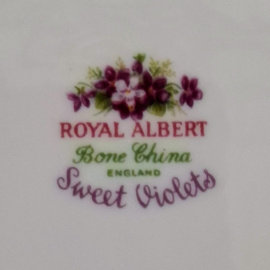 ROYAL ALBERT
Bone China
ENGLAND
Sweet Violets